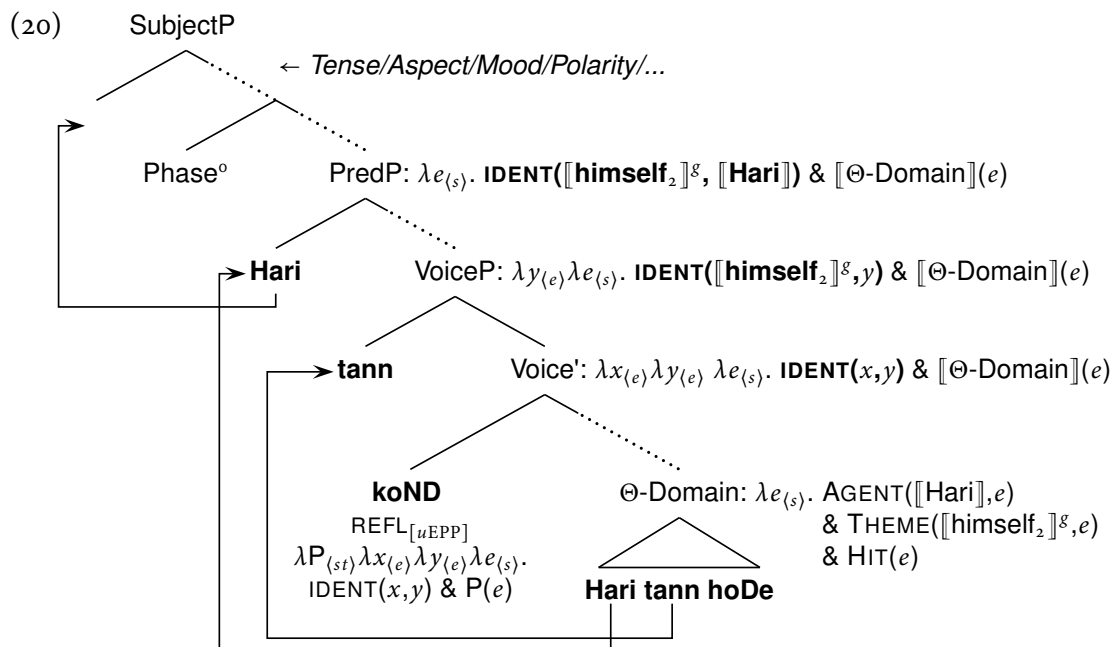 (20) SubjectP
← Tense/Aspect/Mood/Polarity/...
Phaseᵒ PredP: λe⟨s⟩. IDENT(⟦himself₂⟧ᵍ, ⟦Hari⟧) & ⟦Θ-Domain⟧(e)
Hari VoiceP: λy⟨e⟩λe⟨s⟩. IDENT(⟦himself₂⟧ᵍ,y) & ⟦Θ-Domain⟧(e)
tann Voice': λx⟨e⟩λy⟨e⟩ λe⟨s⟩. IDENT(x,y) & ⟦Θ-Domain⟧(e)
koND Θ-Domain: λe⟨s⟩. AGENT(⟦Hari⟧,e)
REFL[uEPP] & THEME(⟦himself₂⟧ᵍ,e)
λP⟨st⟩λx⟨e⟩λy⟨e⟩λe⟨s⟩. & HIT(e)
IDENT(x,y) & P(e) Hari tann hoDe